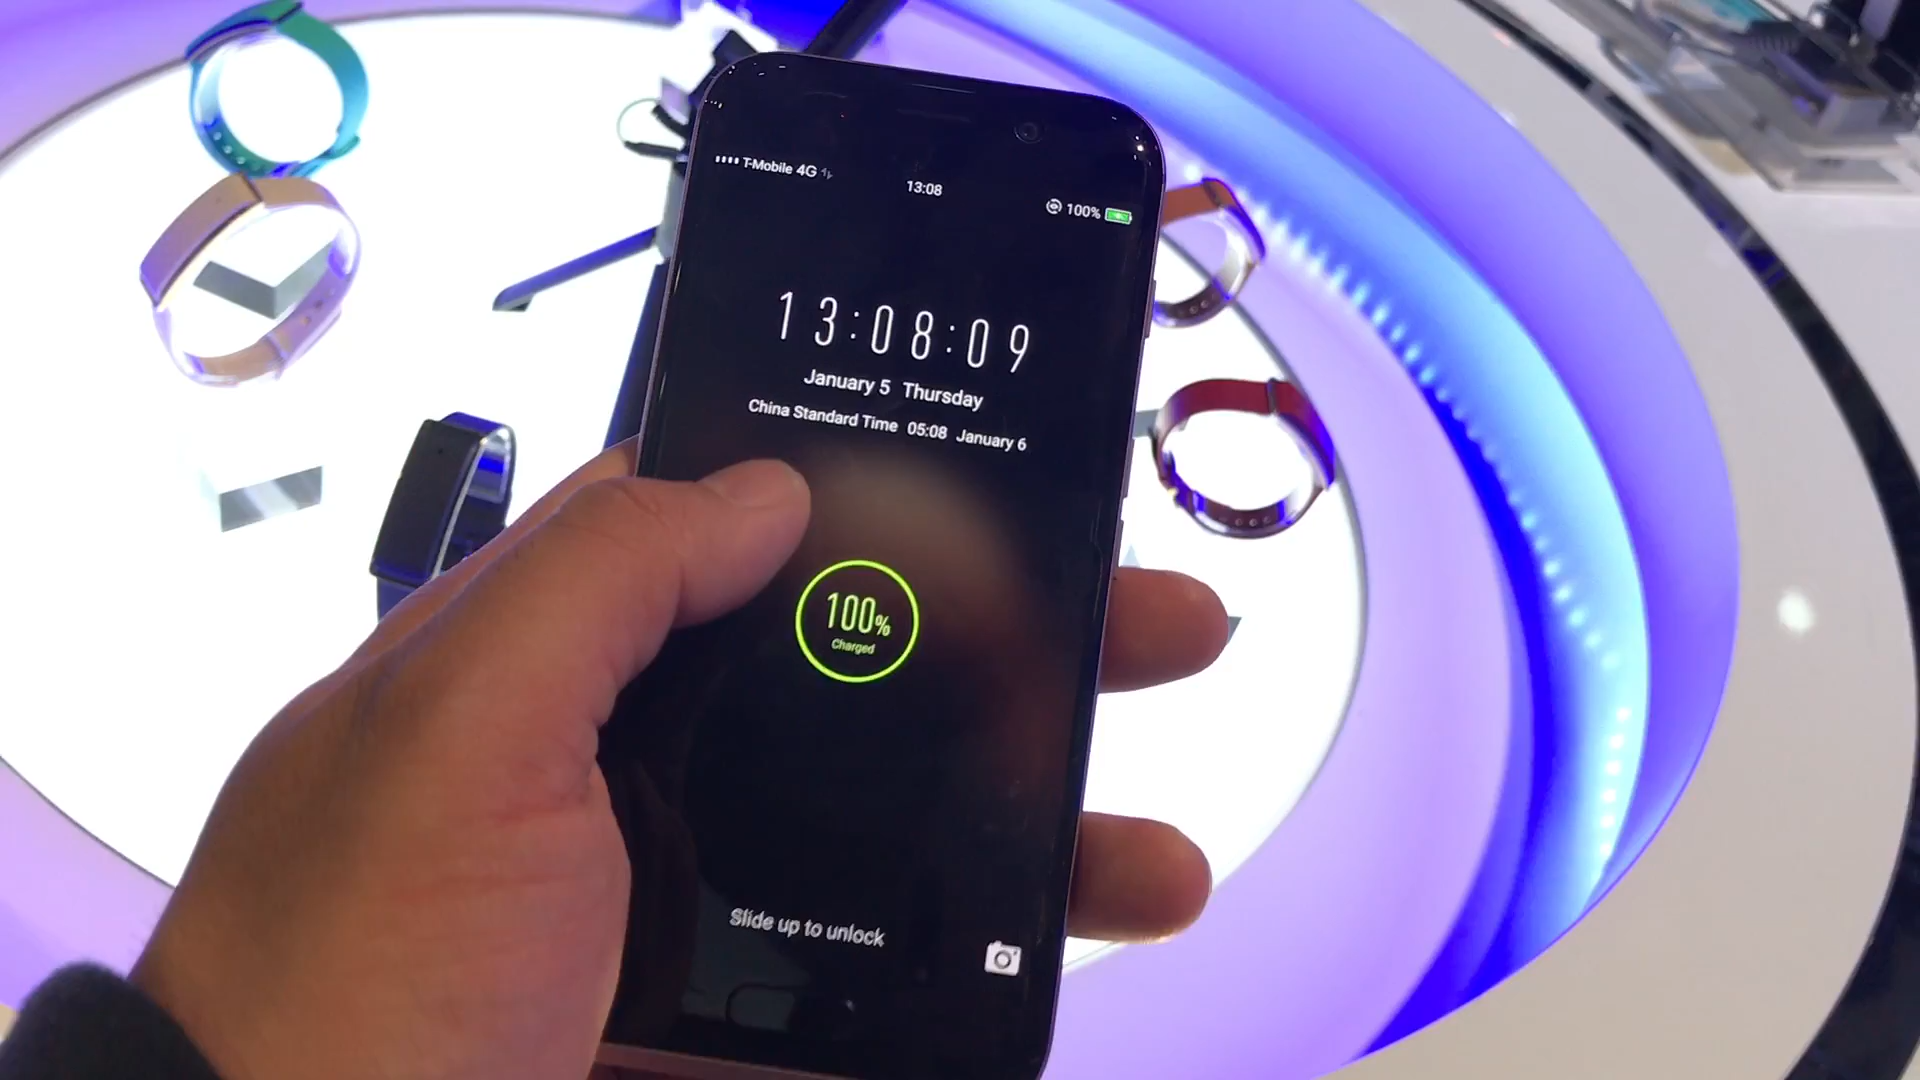 T-Mobile 4G
13:08
100%
13:08:09
January 5 Thursday
China Standard Time 05:08 January 6
100%
Charged
Slide up to unlock